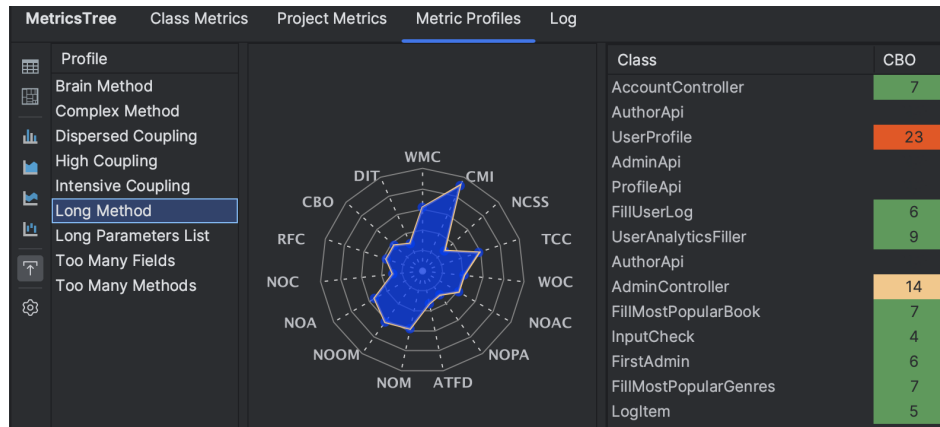 MetricsTree Class Metrics Project Metrics Metric Profiles Log
Profile
Brain Method
Complex Method
Dispersed Coupling
High Coupling
Intensive Coupling
Long Method
Long Parameters List
Too Many Fields
Too Many Methods
WMC
CMI
NCSS
TCC
WOC
NOAC
NOPA
ATFD
NOM
NOOM
NOA
NOC
RFC
CBO
DIT
Class CBO
AccountController 7
AuthorApi
UserProfile 23
AdminApi
ProfileApi
FillUserLog 6
UserAnalyticsFiller 9
AuthorApi
AdminController 14
FillMostPopularBook 7
InputCheck 4
FirstAdmin 6
FillMostPopularGenres 7
LogItem 5